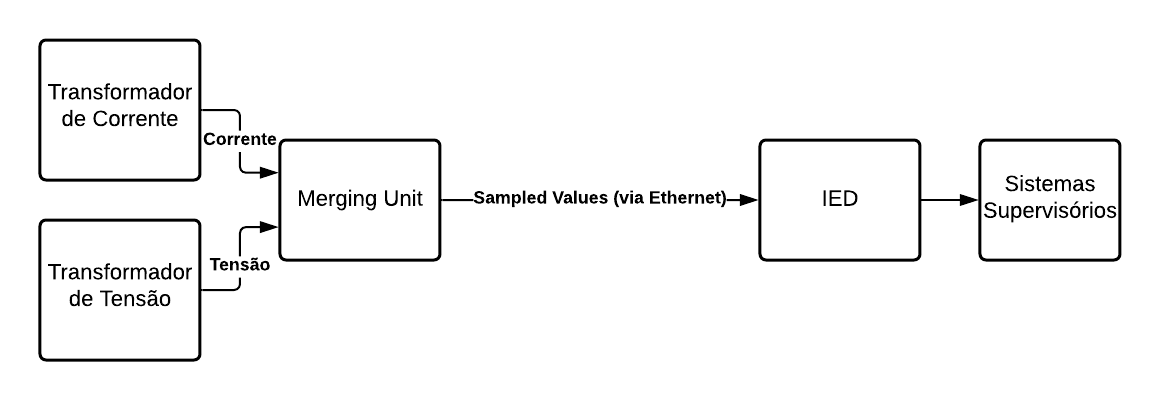 Transformador
de Corrente
Corrente
Transformador
de Tensão
Tensão
Merging Unit
Sampled Values (via Ethernet)
IED
Sistemas
Supervisórios